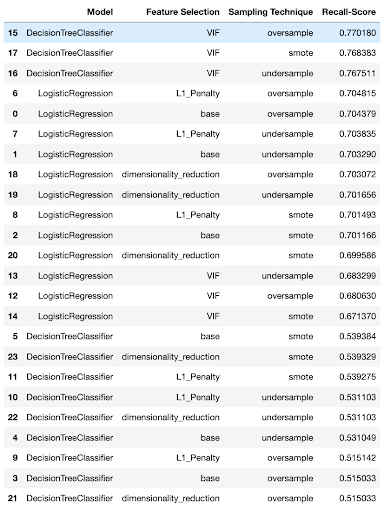 Model Feature Selection Sampling Technique Recall-Score
15 DecisionTreeClassifier VIF oversample 0.770180
17 DecisionTreeClassifier VIF smote 0.768383
16 DecisionTreeClassifier VIF undersample 0.767511
6 LogisticRegression L1_Penalty oversample 0.704815
0 LogisticRegression base oversample 0.704379
7 LogisticRegression L1_Penalty undersample 0.703835
1 LogisticRegression base undersample 0.703290
18 LogisticRegression dimensionality_reduction oversample 0.703072
19 LogisticRegression dimensionality_reduction undersample 0.701656
8 LogisticRegression L1_Penalty smote 0.701493
2 LogisticRegression base smote 0.701166
20 LogisticRegression dimensionality_reduction smote 0.699586
13 LogisticRegression VIF undersample 0.683299
12 LogisticRegression VIF oversample 0.680630
14 LogisticRegression VIF smote 0.671370
5 DecisionTreeClassifier base smote 0.539384
23 DecisionTreeClassifier dimensionality_reduction smote 0.539329
11 DecisionTreeClassifier L1_Penalty smote 0.539275
10 DecisionTreeClassifier L1_Penalty undersample 0.531103
22 DecisionTreeClassifier dimensionality_reduction undersample 0.531103
4 DecisionTreeClassifier base undersample 0.531049
9 DecisionTreeClassifier L1_Penalty oversample 0.515142
3 DecisionTreeClassifier base oversample 0.515033
21 DecisionTreeClassifier dimensionality_reduction oversample 0.515033